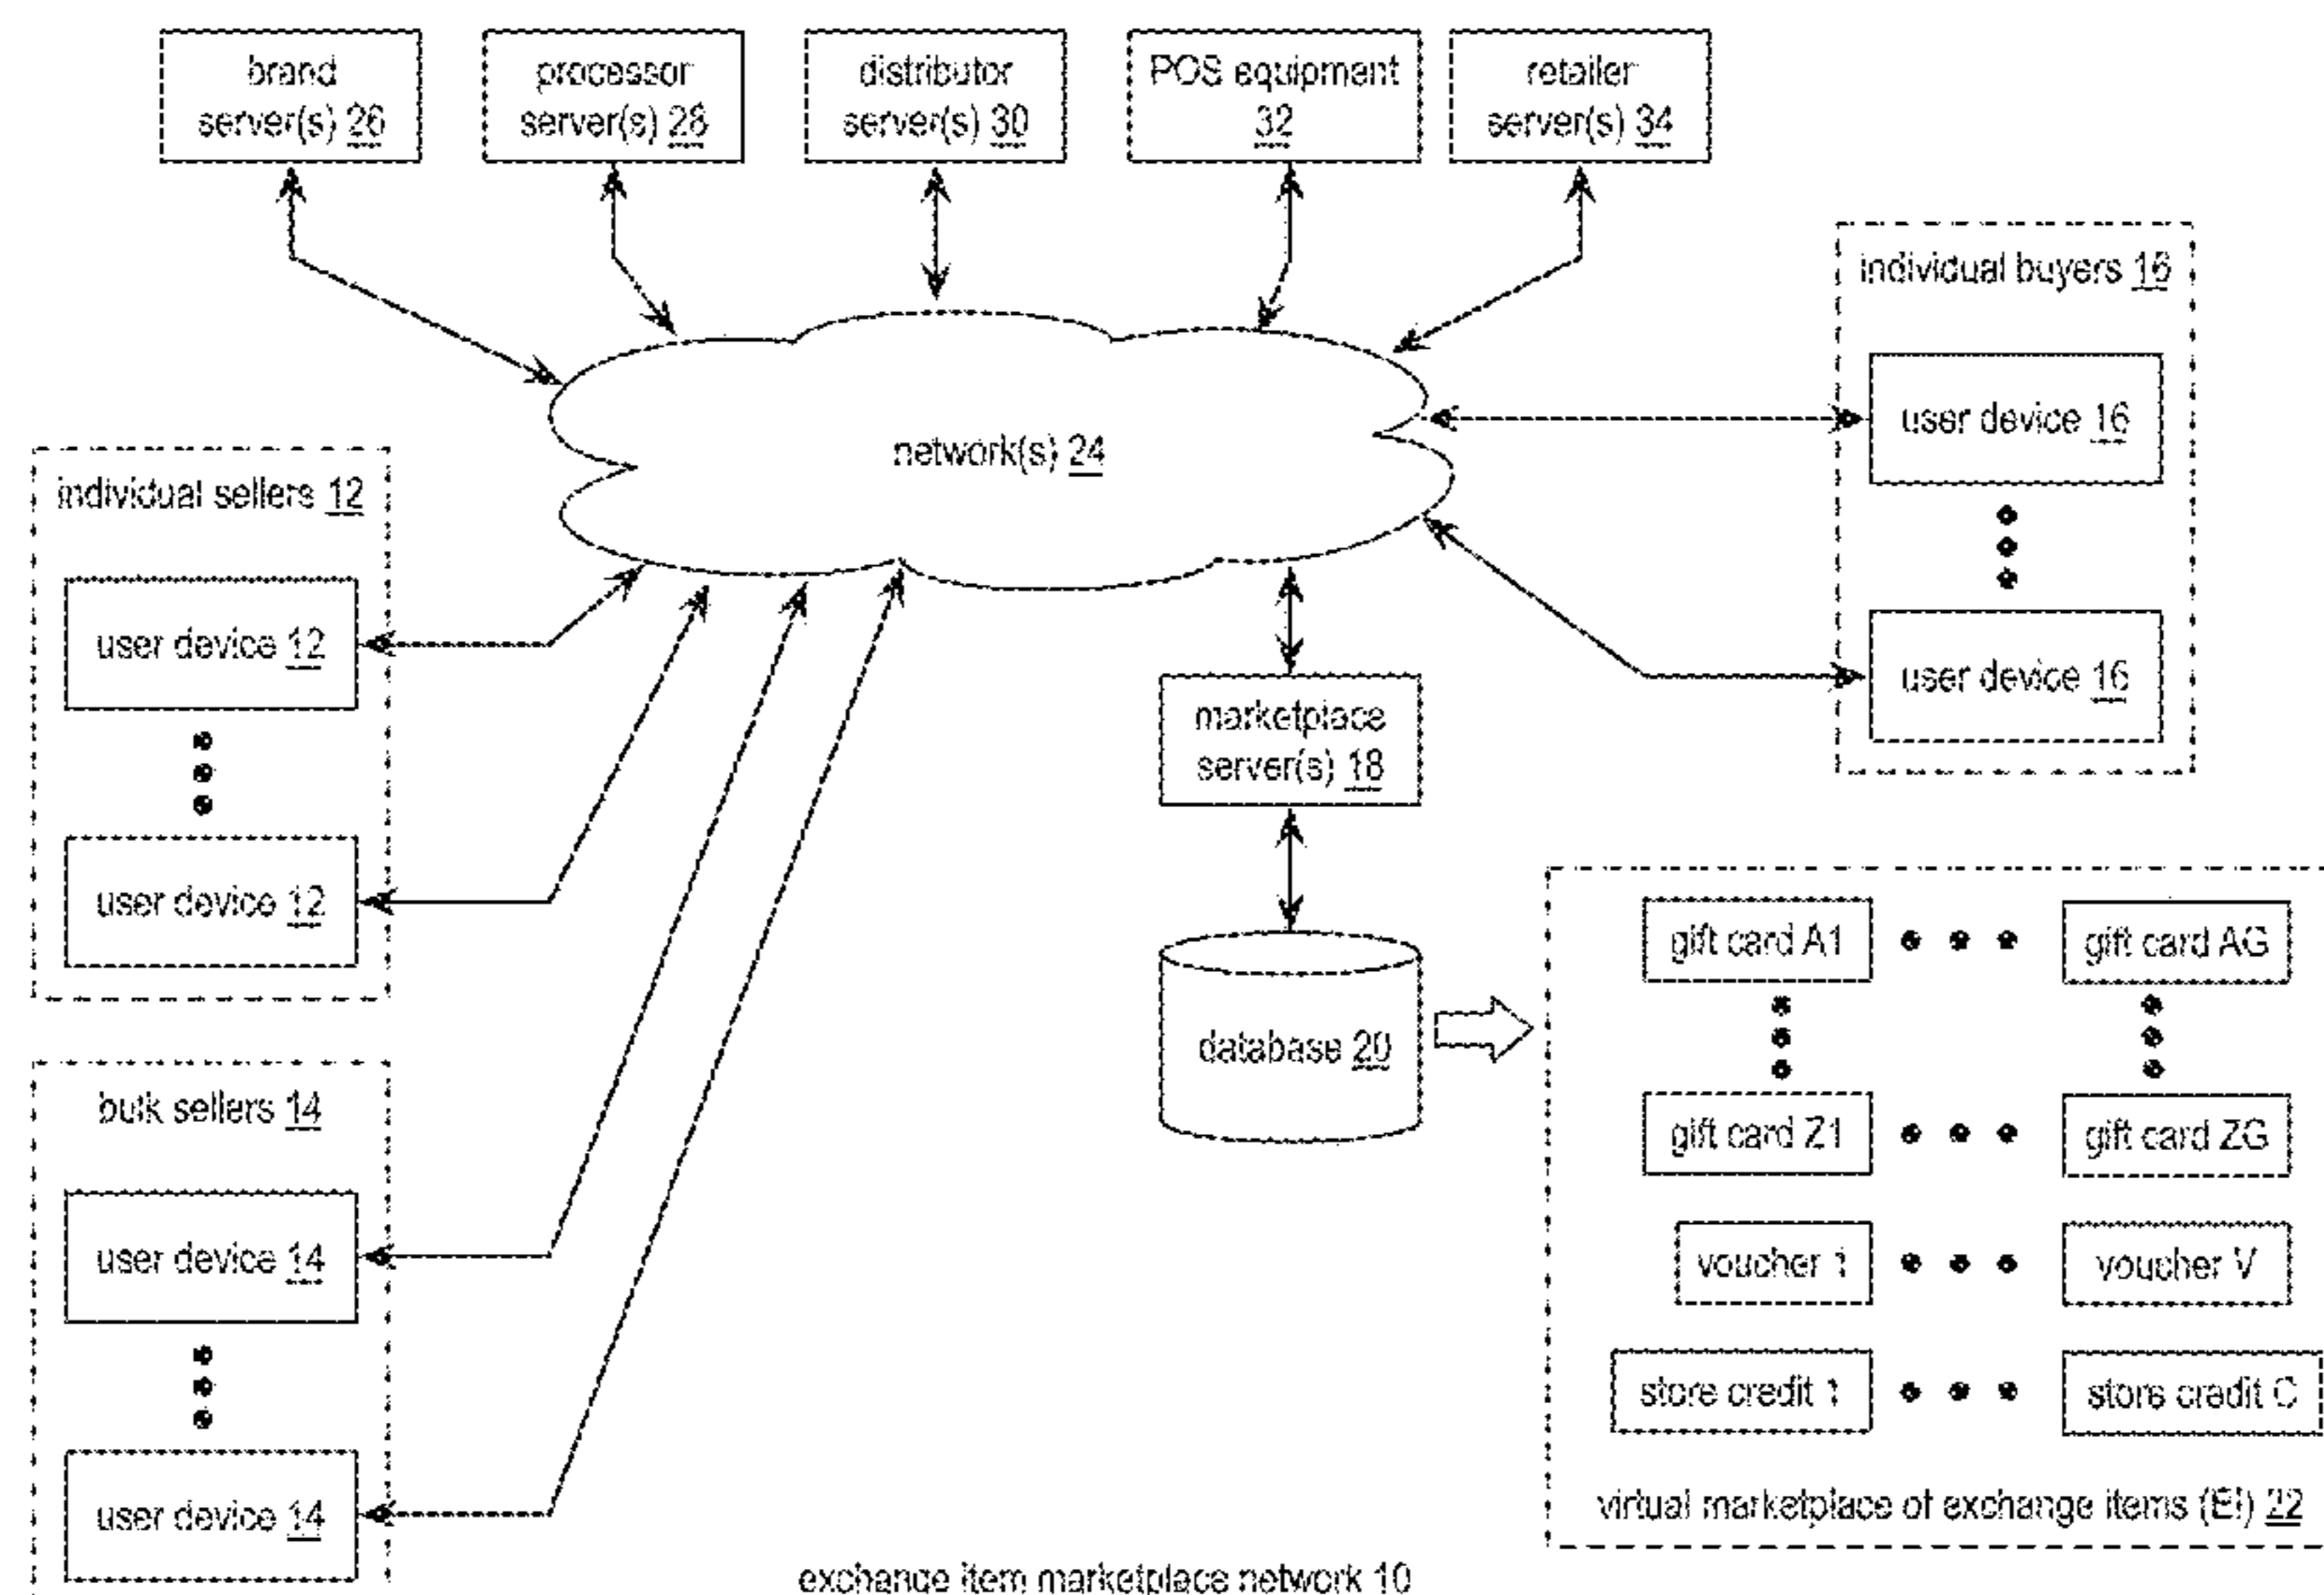 brand
server(s) 26
processor
server(s) 28
distributor
server(s) 30
POS equipment
32
retailer
server(s) 34
individual buyers 16
user device 16
user device 16
network(s) 24
individual sellers 12
user device 12
user device 12
marketplace
server(s) 18
database 20
bulk sellers 14
user device 14
user device 14
gift card A1
gift card AG
gift card Z1
gift card ZG
voucher 1
voucher V
store credit 1
store credit C
virtual marketplace of exchange items (EI) 22
exchange item marketplace network 10